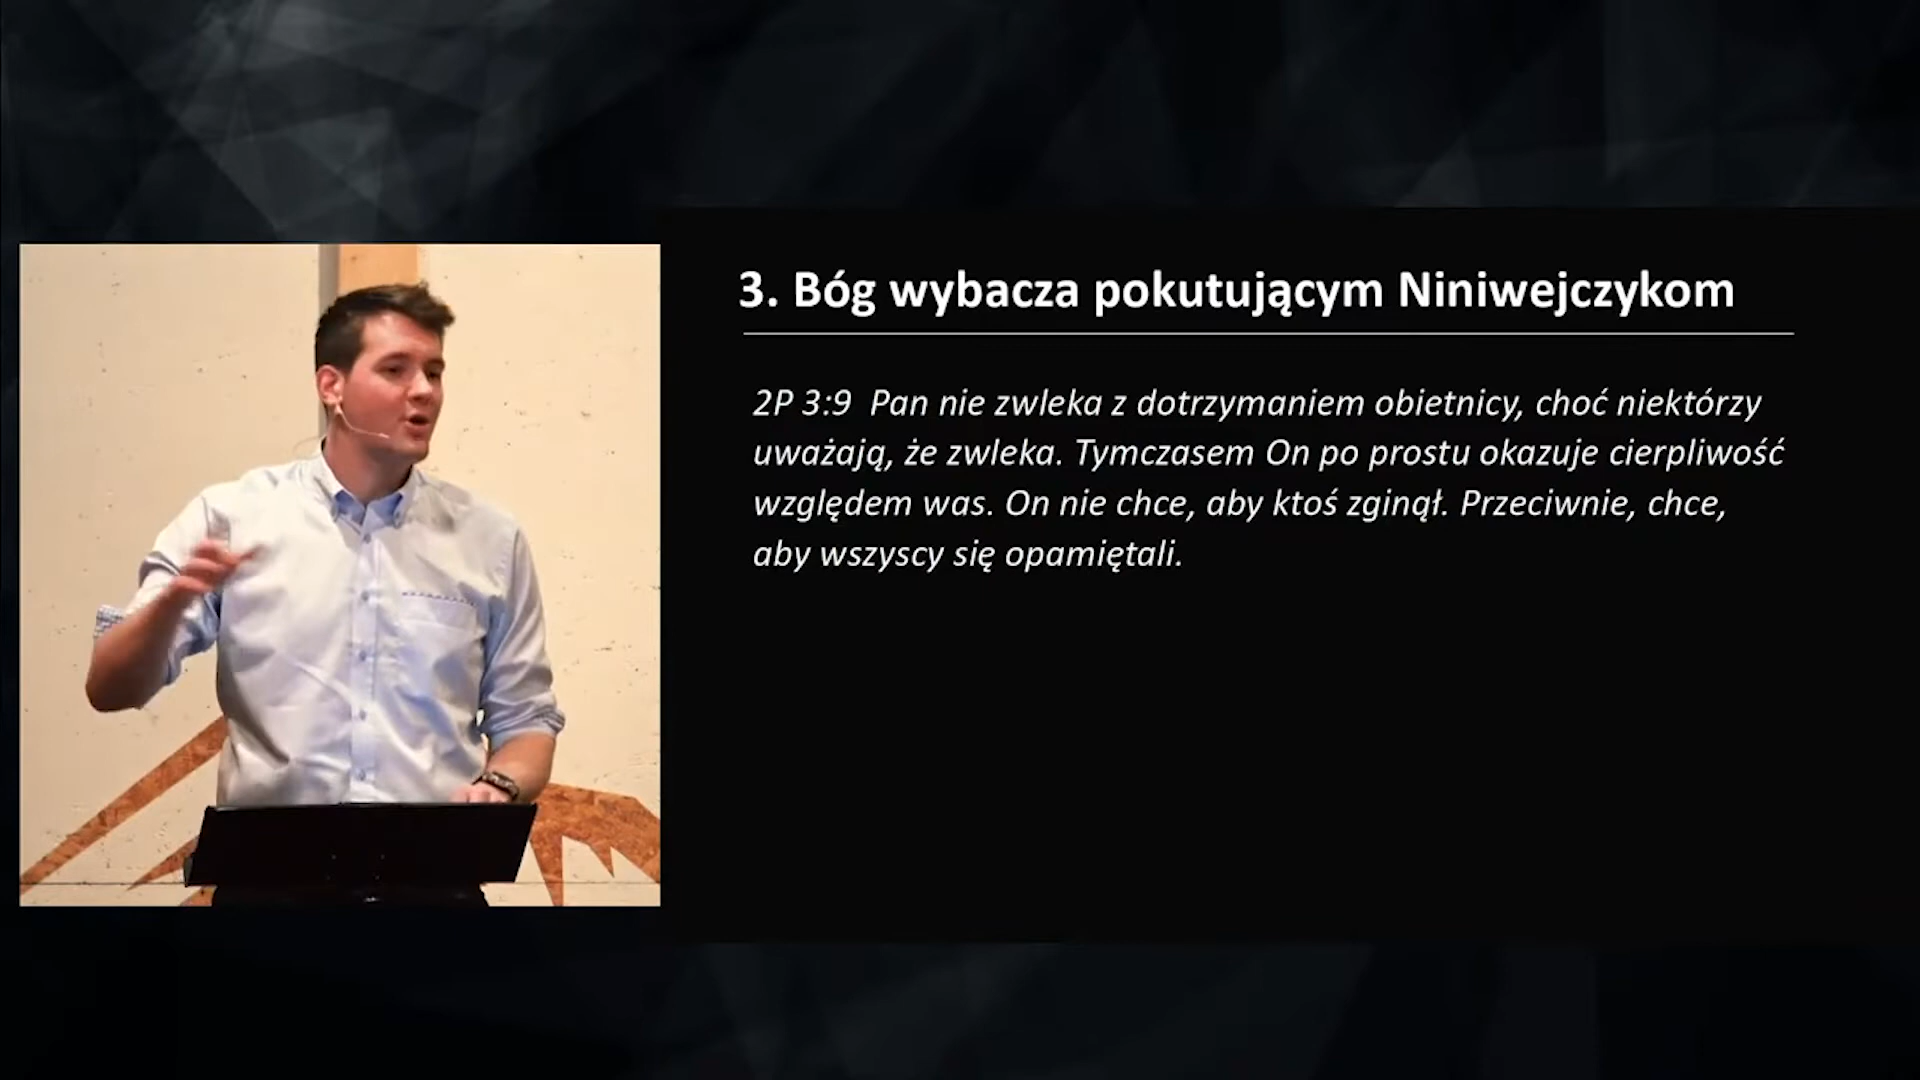 3. Bóg wybacza pokutującym Niniwejczykom
2P 3:9  Pan nie zwleka z dotrzymaniem obietnicy, choć niektórzy
uważają, że zwleka. Tymczasem On po prostu okazuje cierpliwość
względem was. On nie chce, aby ktoś zginął. Przeciwnie, chce,
aby wszyscy się opamiętali.